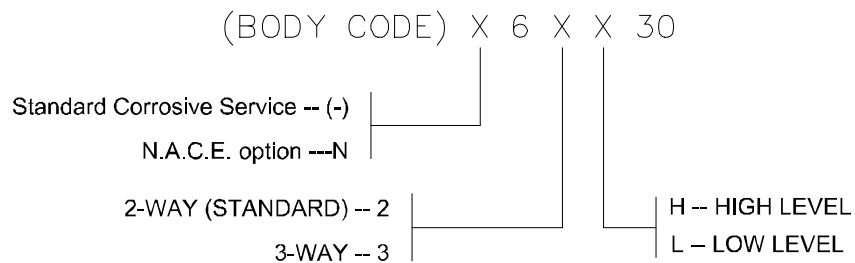 (BODY CODE) X 6 X X 30
Standard Corrosive Service -- (-)
N.A.C.E. option ---N
2-WAY (STANDARD) -- 2
3-WAY -- 3
H -- HIGH LEVEL
L – LOW LEVEL